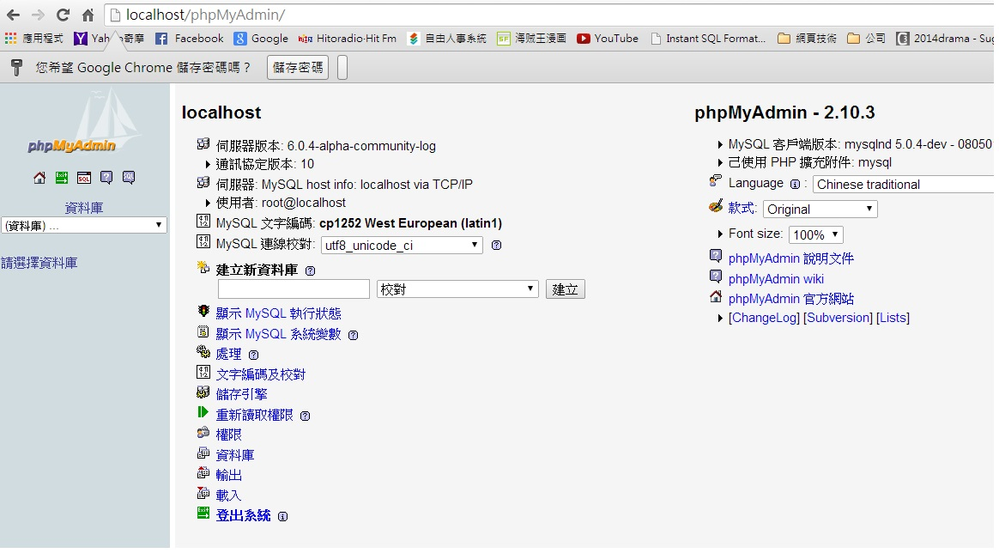 localhost/phpMyAdmin/
應用程式 Yahoo奇摩 Facebook Google Hitoradio·Hit Fm 自由人事系統 海賊王漫画 YouTube Instant SQL Format... 網頁技術 公司 2014drama - Sug
您希望 Google Chrome 儲存密碼嗎？ 儲存密碼
phpMyAdmin
資料庫
(資料庫) ...
請選擇資料庫
localhost
伺服器版本: 6.0.4-alpha-community-log
通訊協定版本: 10
伺服器: MySQL host info: localhost via TCP/IP
使用者: root@localhost
MySQL 文字編碼: cp1252 West European (latin1)
MySQL 連線校對: utf8_unicode_ci
建立新資料庫
校對 建立
顯示 MySQL 執行狀態
顯示 MySQL 系統變數
處理
文字編碼及校對
儲存引擎
重新讀取權限
權限
資料庫
輸出
載入
登出系統
phpMyAdmin - 2.10.3
MySQL 客戶端版本: mysqlnd 5.0.4-dev - 08050
己使用 PHP 擴充附件: mysql
Language : Chinese traditional
款式: Original
Font size: 100%
phpMyAdmin 說明文件
phpMyAdmin wiki
phpMyAdmin 官方網站
[ChangeLog] [Subversion] [Lists]